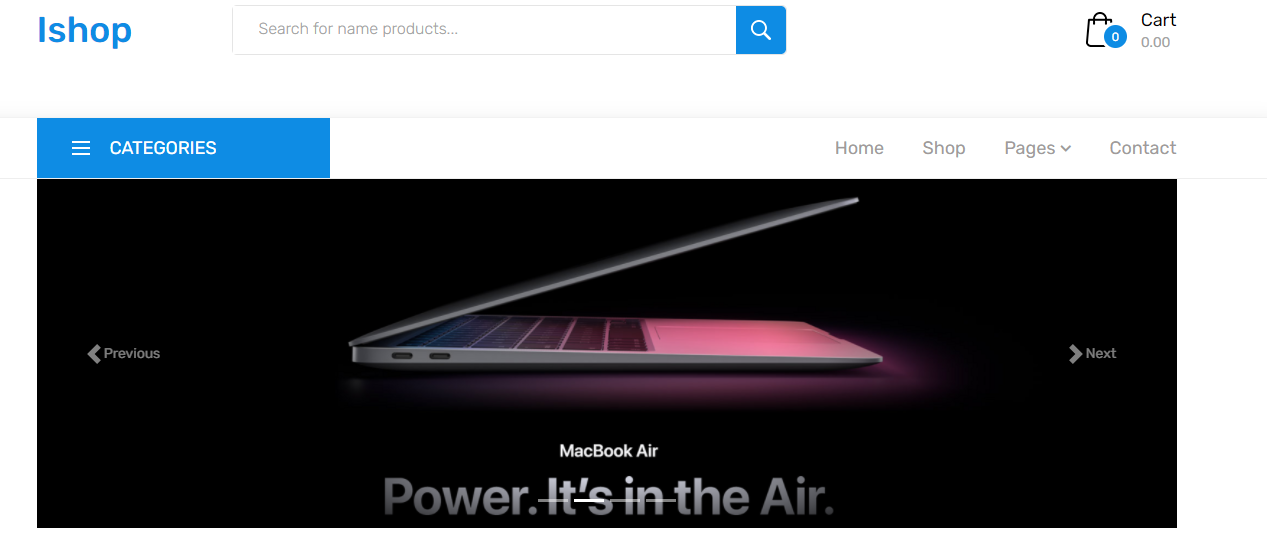 Ishop
Search for name products...
0
Cart
0.00
CATEGORIES
Home
Shop
Pages
Contact
Previous
Next
MacBook Air
Power. It's in the Air.